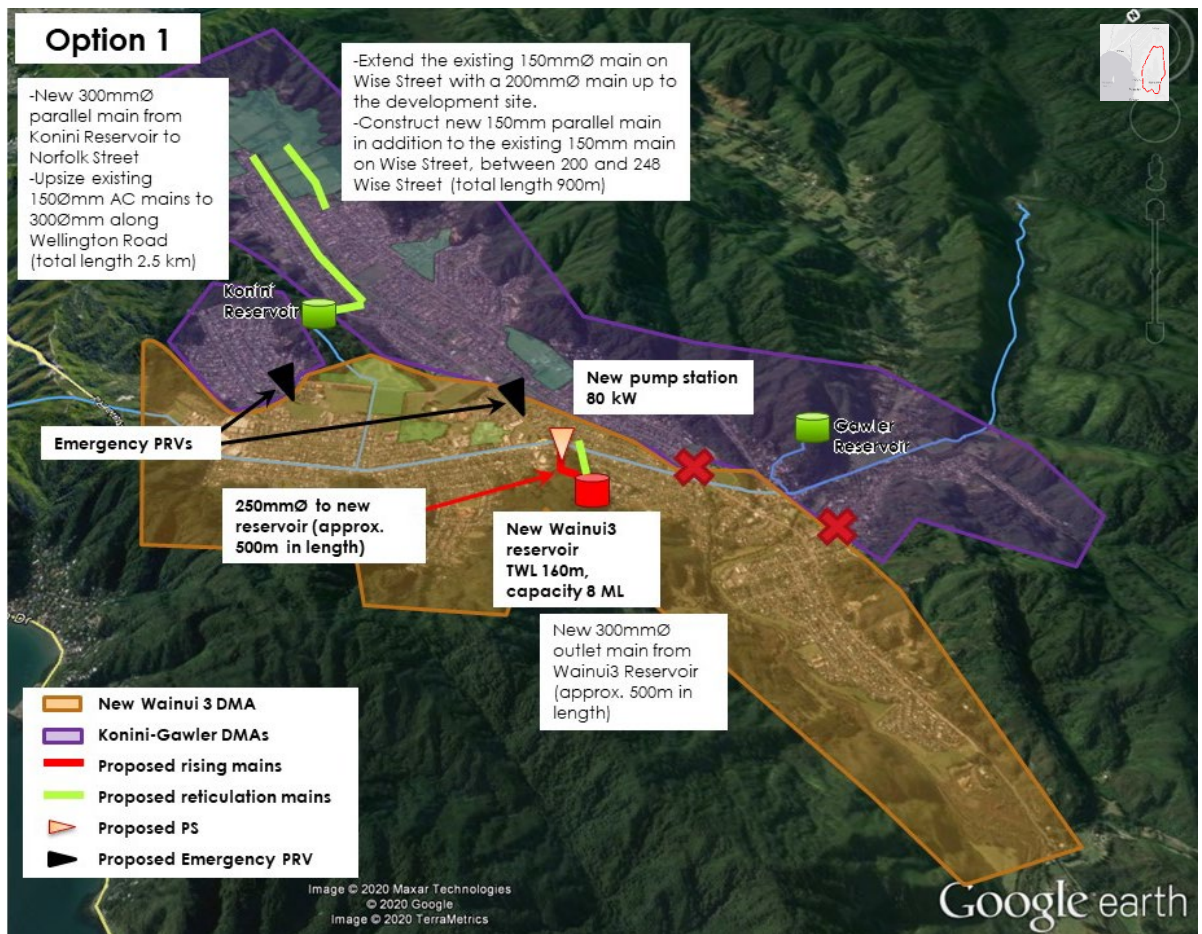 Option 1
-New 300mmØ
parallel main from
Konini Reservoir to
Norfolk Street
-Upsize existing
150Ømm AC mains to
300Ømm along
Wellington Road
(total length 2.5 km)
-Extend the existing 150mmØ main on
Wise Street with a 200mmØ main up to
the development site.
-Construct new 150mm parallel main
in addition to the existing 150mm main
on Wise Street, between 200 and 248
Wise Street (total length 900m)
N
Konini
Reservoir
New pump station
80 kW
Gawler
Reservoir
Emergency PRVs
250mmØ to new
reservoir (approx.
500m in length)
New Wainui3
reservoir
TWL 160m,
capacity 8 ML
New 300mmØ
outlet main from
Wainui3 Reservoir
(approx. 500m in
length)
Dr
New Wainui 3 DMA
Konini-Gawler DMAs
Proposed rising mains
Proposed reticulation mains
Proposed PS
Proposed Emergency PRV
Image © 2020 Maxar Technologies
© 2020 Google
Image © 2020 TerraMetrics
Google earth